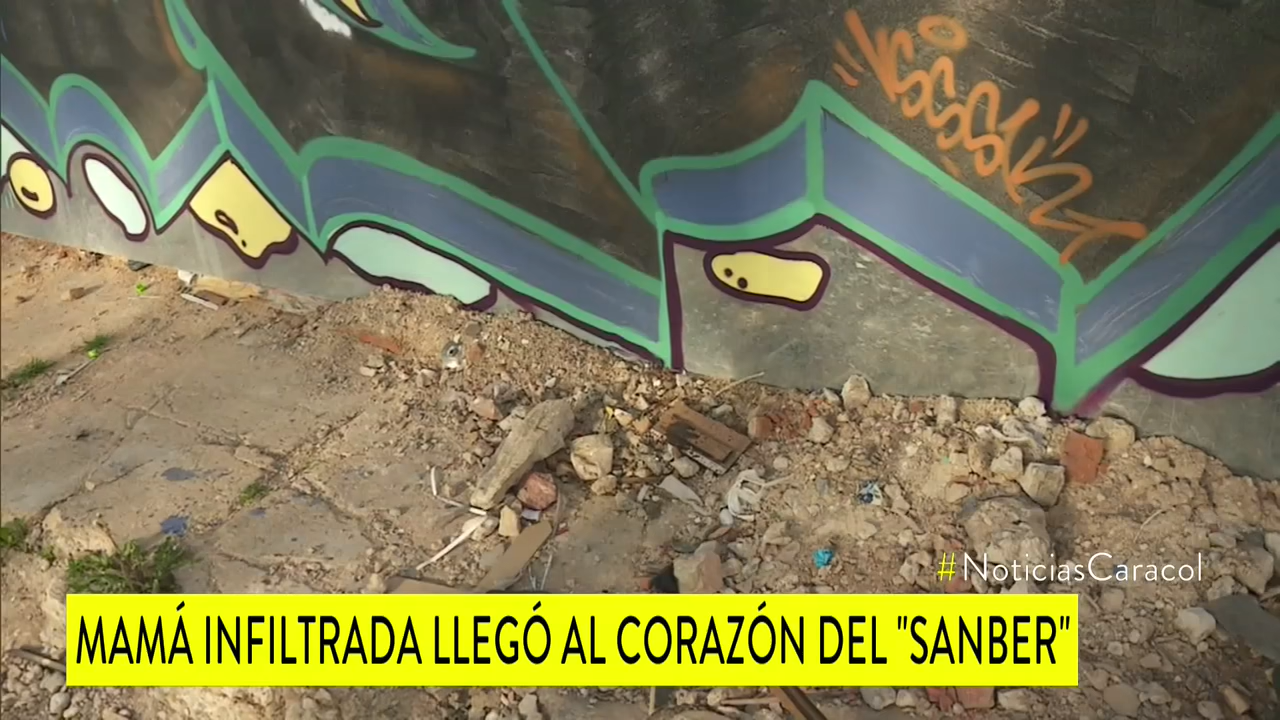 #NoticiasCaracol
MAMÁ INFILTRADA LLEGÓ AL CORAZÓN DEL "SANBER"